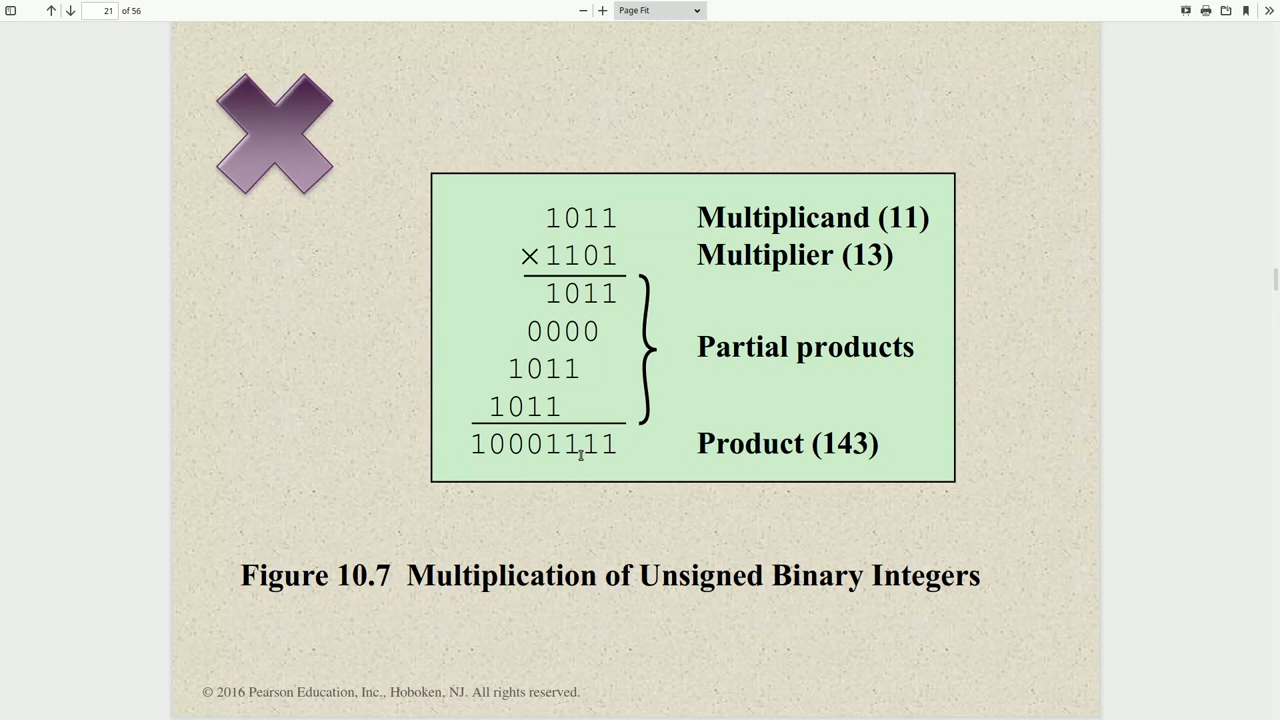 21 of 56
Page Fit
1011 Multiplicand (11)
×1101 Multiplier (13)
1011
0000
Partial products
1011
1011
10001111 Product (143)
Figure 10.7 Multiplication of Unsigned Binary Integers
© 2016 Pearson Education, Inc., Hoboken, NJ. All rights reserved.